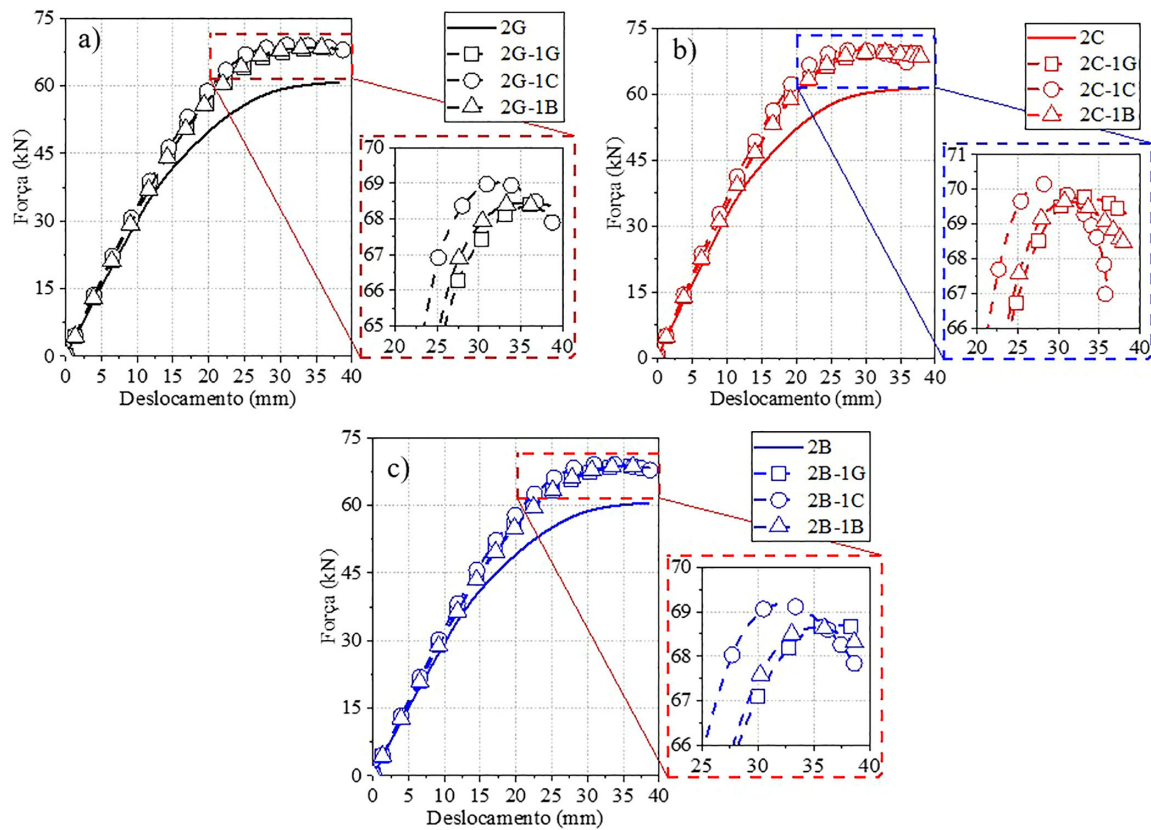 a)
75
60
45
30
15
0
Força (kN)
0 5 10 15 20 25 30 35 40
Deslocamento (mm)
2G
2G-1G
2G-1C
2G-1B
70
69
68
67
66
65
20 25 30 35 40
b)
75
60
45
30
15
0
Força (kN)
0 5 10 15 20 25 30 35 40
Deslocamento (mm)
2C
2C-1G
2C-1C
2C-1B
71
70
69
68
67
66
20 25 30 35 40
c)
75
60
45
30
15
0
Força (kN)
0 5 10 15 20 25 30 35 40
Deslocamento (mm)
2B
2B-1G
2B-1C
2B-1B
70
69
68
67
66
25 30 35 40